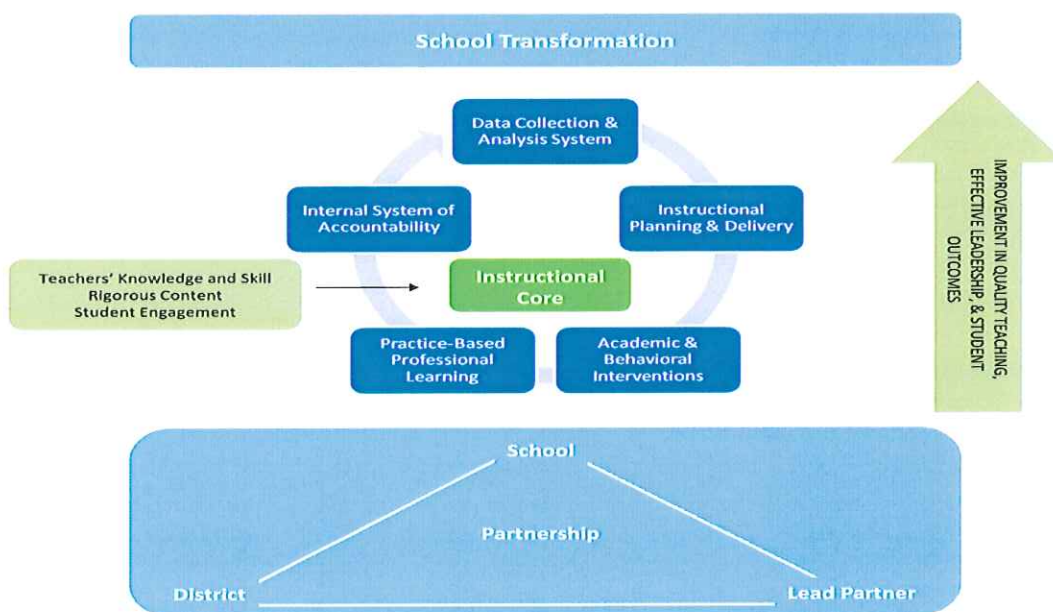 School Transformation
Data Collection &
Analysis System
Internal System of
Accountability
Instructional
Planning & Delivery
Teachers' Knowledge and Skill
Rigorous Content
Student Engagement
Instructional
Core
Practice-Based
Professional
Learning
Academic &
Behavioral
Interventions
IMPROVEMENT IN QUALITY TEACHING,
EFFECTIVE LEADERSHIP, & STUDENT
OUTCOMES
School
Partnership
District
Lead Partner